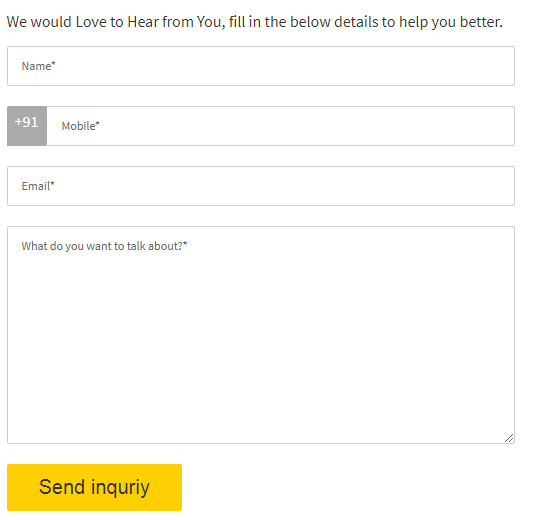 We would Love to Hear from You, fill in the below details to help you better.
Name*
+91 Mobile*
Email*
What do you want to talk about?*
Send inquriy